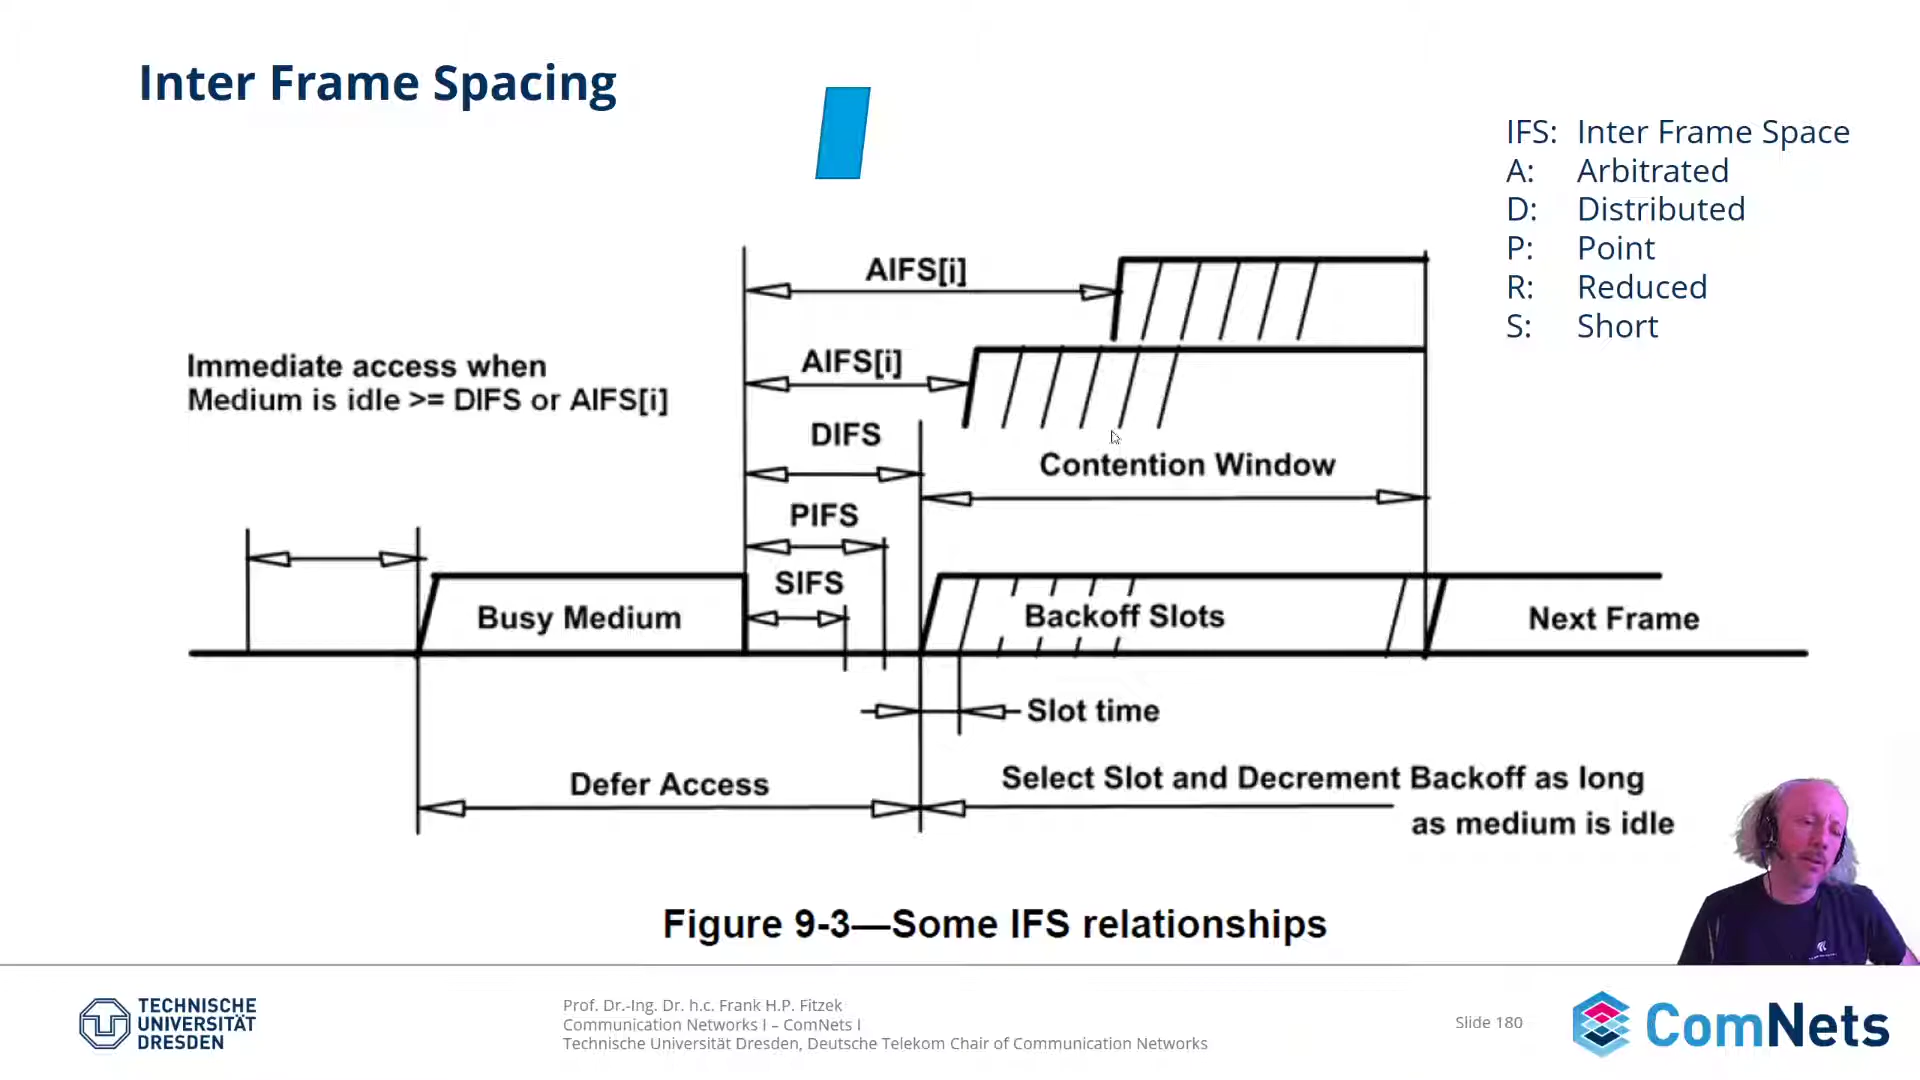 Inter Frame Spacing
IFS: Inter Frame Space
A: Arbitrated
D: Distributed
P: Point
R: Reduced
S: Short
AIFS[i]
Immediate access when
Medium is idle >= DIFS or AIFS[i]
AIFS[i]
DIFS
Contention Window
PIFS
SIFS
Busy Medium
Backoff Slots
Next Frame
Slot time
Defer Access
Select Slot and Decrement Backoff as long
as medium is idle
Figure 9-3—Some IFS relationships
TECHNISCHE
UNIVERSITÄT
DRESDEN
Prof. Dr.-Ing. Dr. h.c. Frank H.P. Fitzek
Communication Networks I – ComNets I
Technische Universität Dresden, Deutsche Telekom Chair of Communication Networks
Slide 180
ComNets